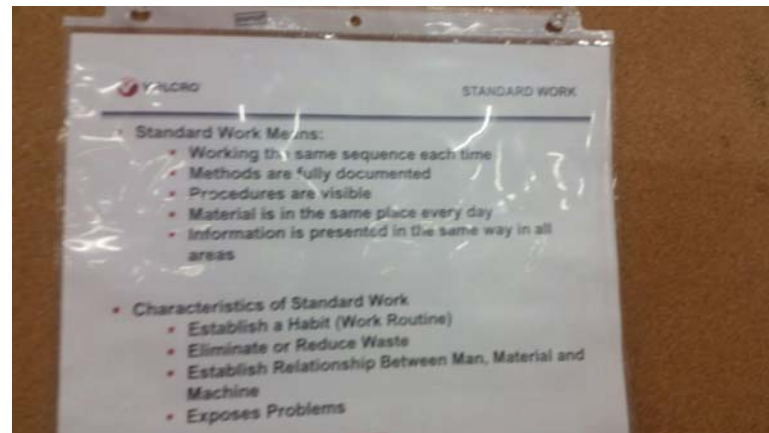 VELCRO
STANDARD WORK
Standard Work Means:
Working the same sequence each time
Methods are fully documented
Procedures are visible
Material is in the same place every day
Information is presented in the same way in all
areas
Characteristics of Standard Work
Establish a Habit (Work Routine)
Eliminate or Reduce Waste
Establish Relationship Between Man, Material and
Machine
Exposes Problems